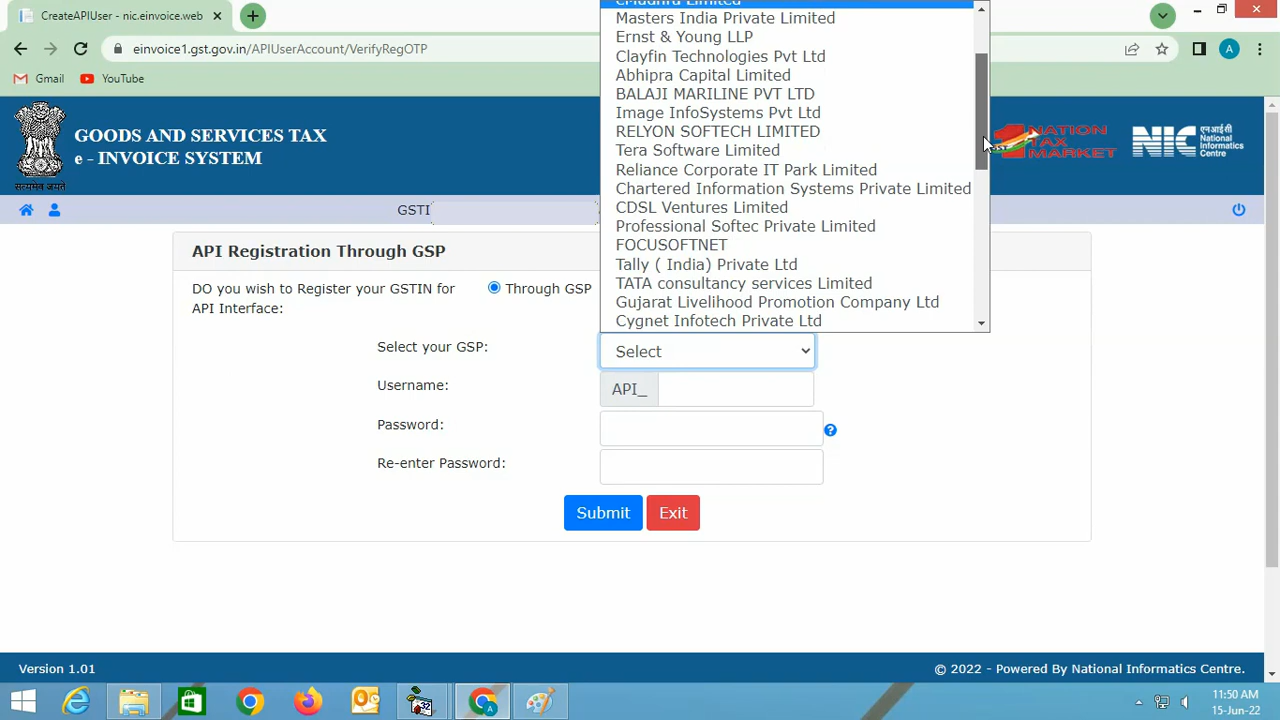 CreateAPIUser - nic.einvoice.web
einvoice1.gst.gov.in/APIUserAccount/VerifyRegOTP
A
Gmail
YouTube
eMudhra Limited
Masters India Private Limited
Ernst & Young LLP
Clayfin Technologies Pvt Ltd
Abhipra Capital Limited
BALAJI MARILINE PVT LTD
Image InfoSystems Pvt Ltd
RELYON SOFTECH LIMITED
Tera Software Limited
Reliance Corporate IT Park Limited
Chartered Information Systems Private Limited
CDSL Ventures Limited
Professional Softec Private Limited
FOCUSOFTNET
Tally ( India) Private Ltd
TATA consultancy services Limited
Gujarat Livelihood Promotion Company Ltd
Cygnet Infotech Private Ltd
GOODS AND SERVICES TAX
e - INVOICE SYSTEM
सत्यमेव जयते
NATION
TAX
MARKET
NIC
एन आई सी
National
Informatics
Centre
GSTIN
API Registration Through GSP
DO you wish to Register your GSTIN for
API Interface:
Through GSP
Select your GSP:
Select
Username:
API_
Password:
Re-enter Password:
Submit
Exit
Version 1.01
© 2022 - Powered By National Informatics Centre.
11:50 AM
15-Jun-22